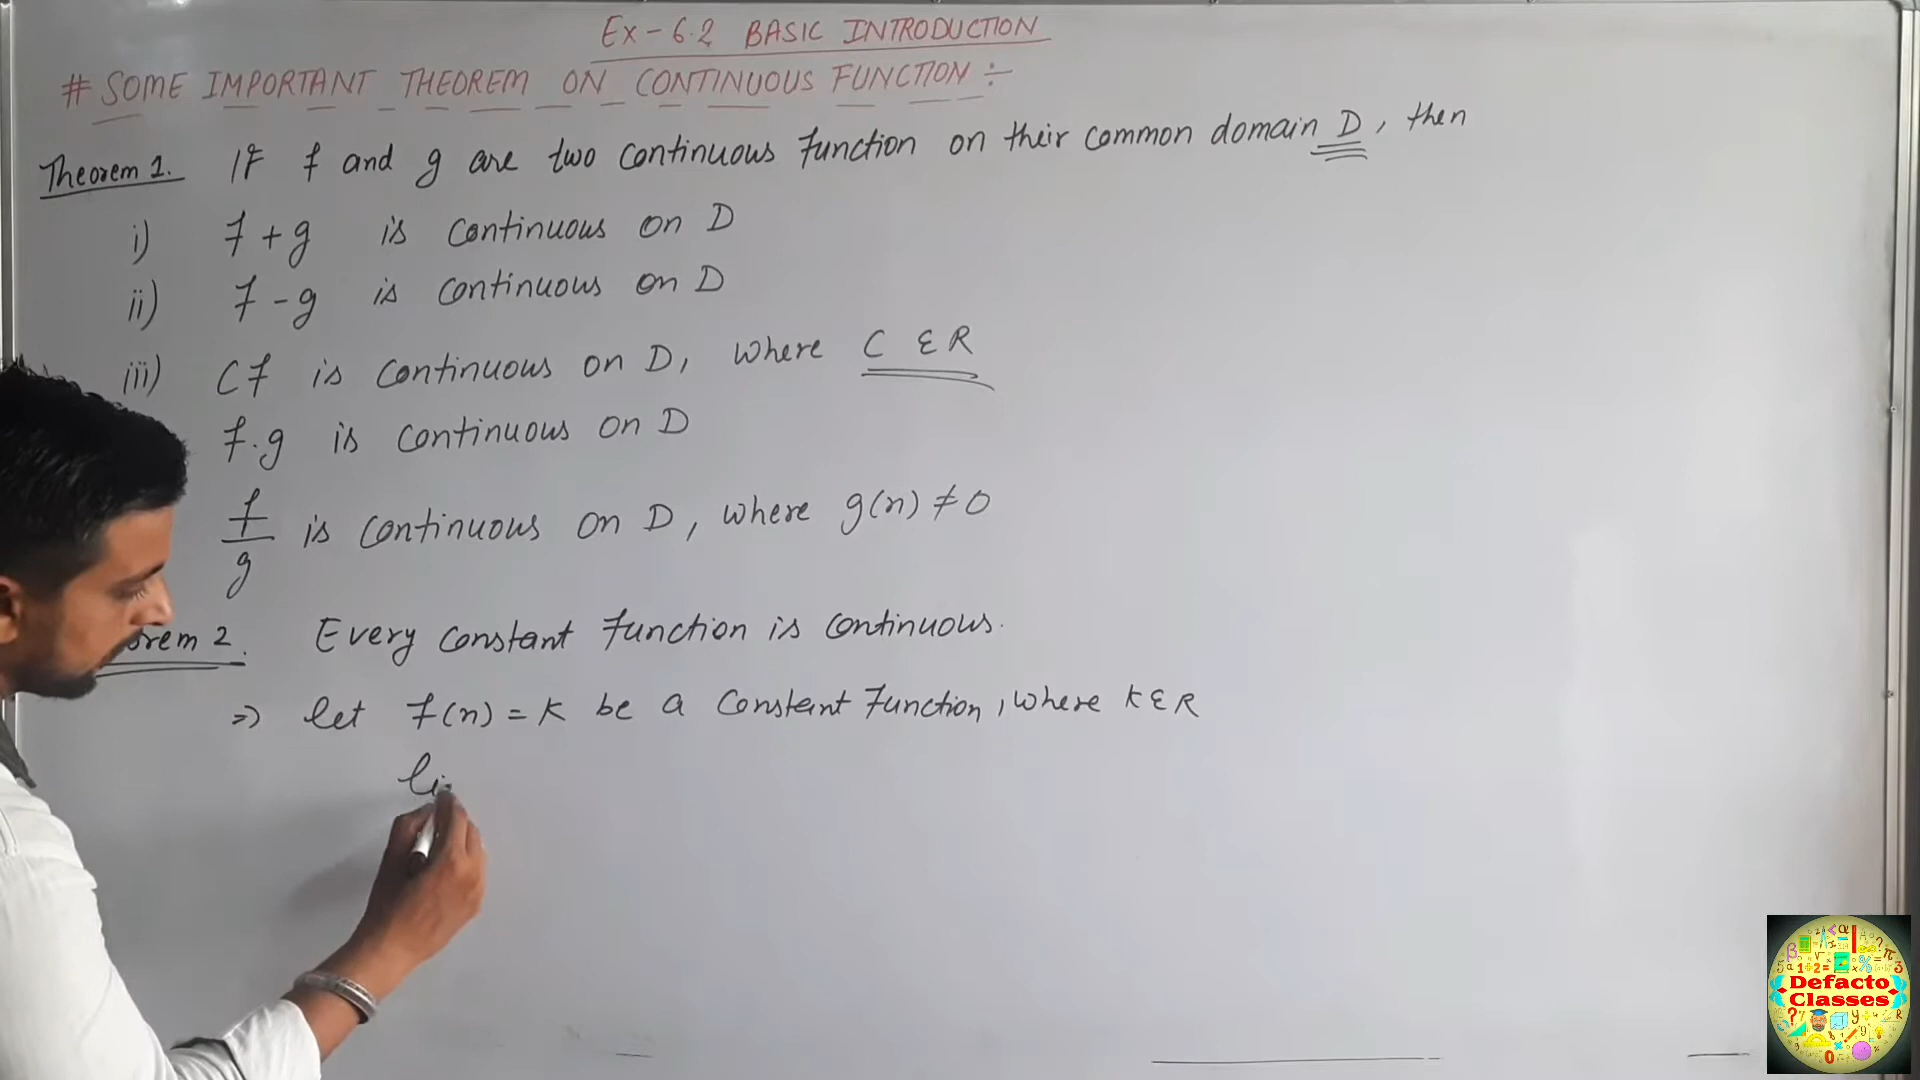 Ex - 6.2 BASIC INTRODUCTION
# SOME IMPORTANT THEOREM ON CONTINUOUS FUNCTION :-
Theorem 1. If f and g are two continuous function on their common domain D, then
i) f + g is continuous on D
ii) f - g is continuous on D
iii) Cf is continuous on D, where C ∈ R
f.g is continuous on D
f/g is continuous on D, where g(n) ≠ 0
orem 2. Every constant function is continuous.
⇒ let f(n) = K be a constant function, where K ∈ R
li
Defacto
Classes